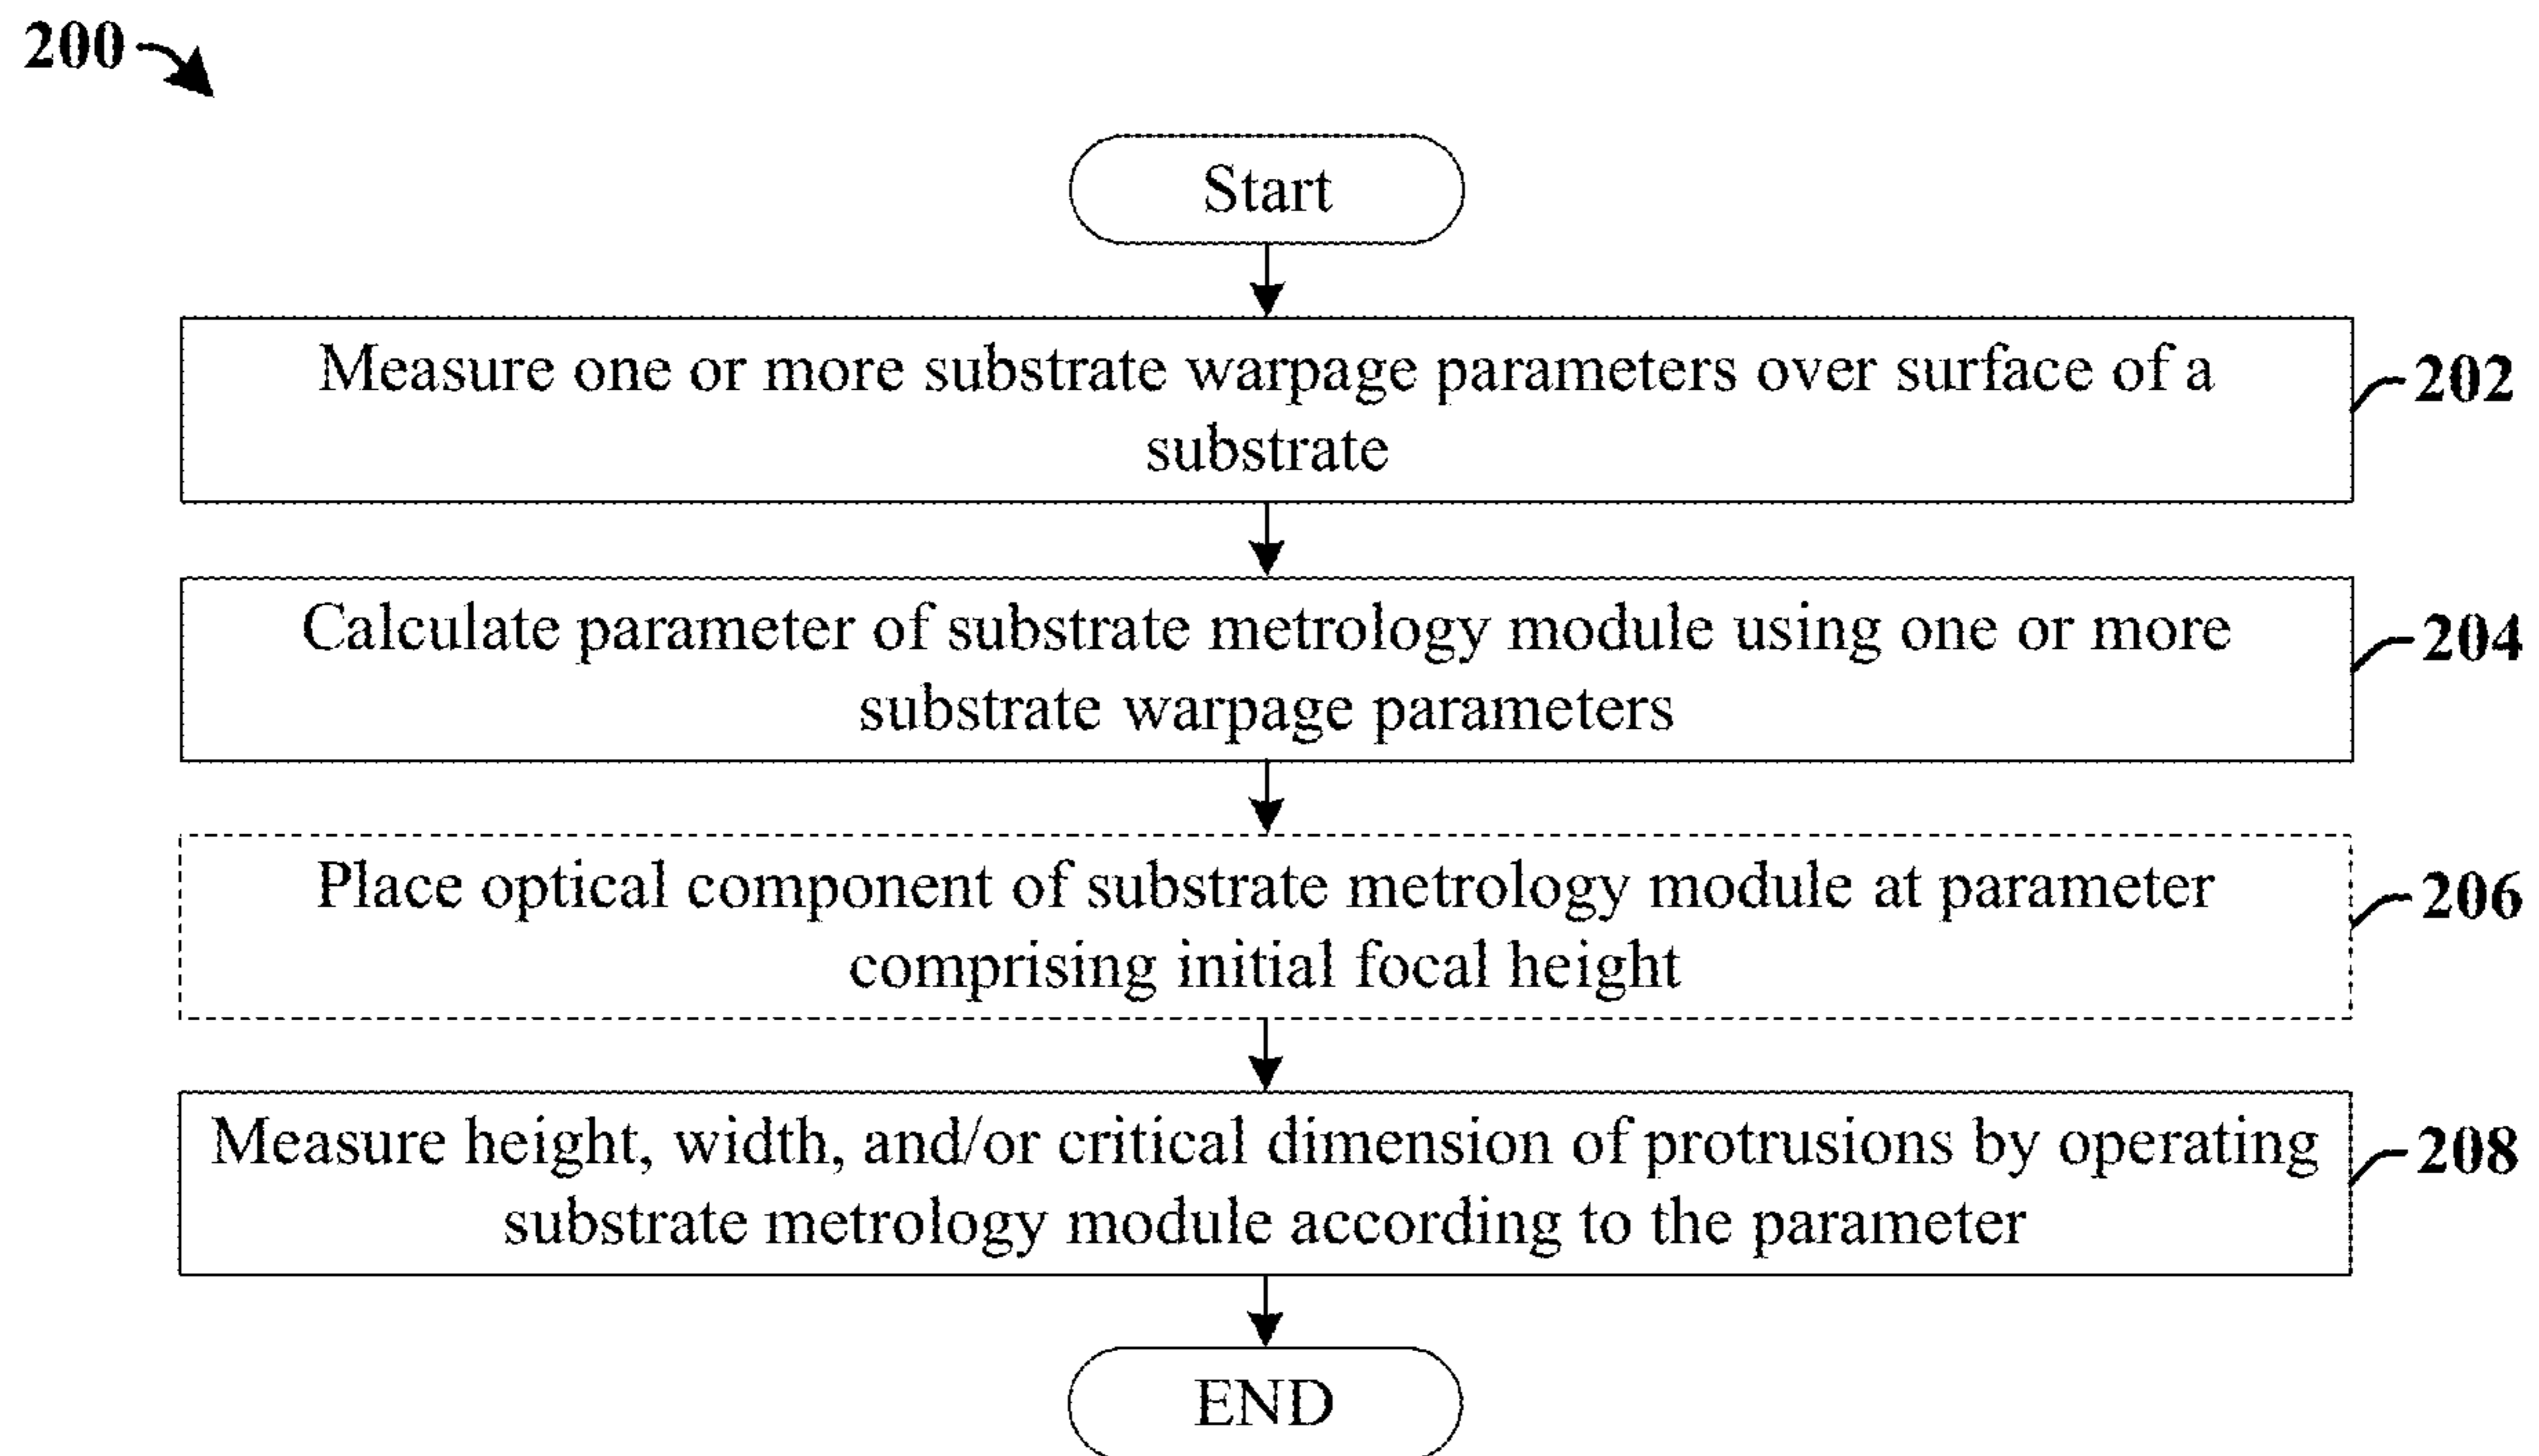 200
Start
Measure one or more substrate warpage parameters over surface of a
substrate
202
Calculate parameter of substrate metrology module using one or more
substrate warpage parameters
204
Place optical component of substrate metrology module at parameter
comprising initial focal height
206
Measure height, width, and/or critical dimension of protrusions by operating
substrate metrology module according to the parameter
208
END